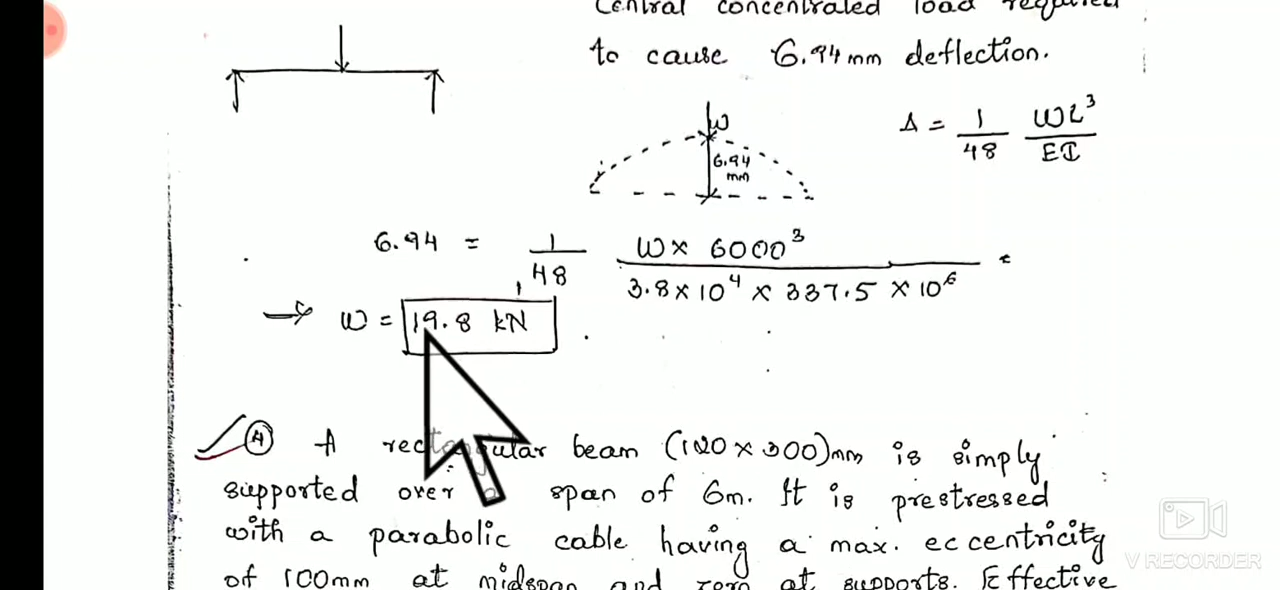 Central concentrated load required
to cause 6.94 mm deflection.
Δ = 1/48 WL³/EI
W
6.94
mm
6.94 = 1/48 W × 6000³ / 3.8 × 10⁴ × 337.5 × 10⁶ =
→ W = 19.8 kN
④ A rectangular beam (120 × 300) mm is simply
supported over a span of 6m. It is prestressed
with a parabolic cable having a max. eccentricity
of 100mm at midspan and zero at supports. Effective
V RECORDER